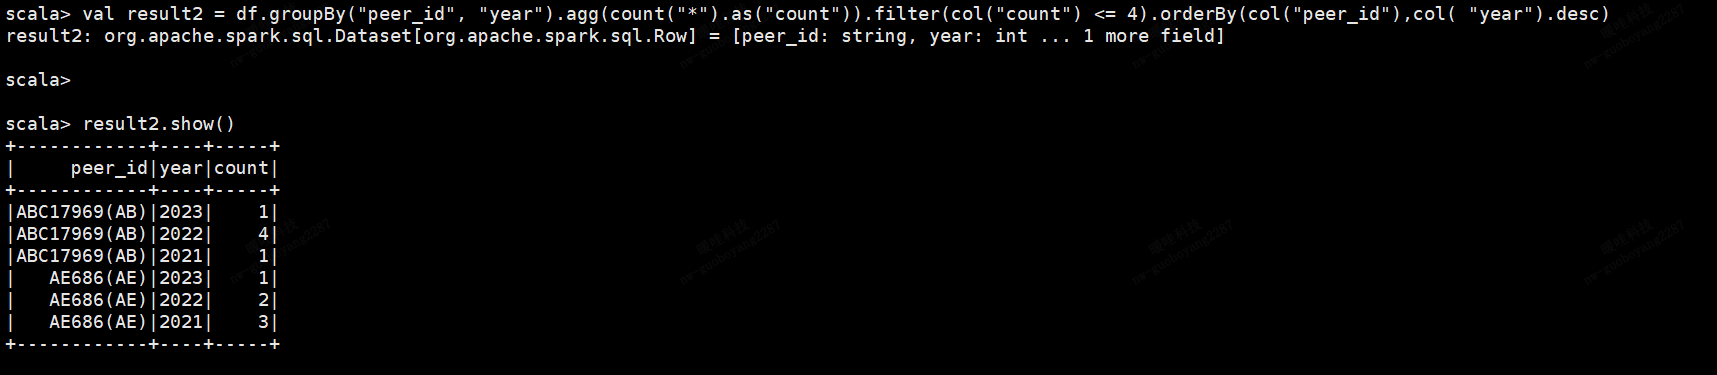 scala> val result2 = df.groupBy("peer_id", "year").agg(count("*").as("count")).filter(col("count") <= 4).orderBy(col("peer_id"),col( "year").desc)
result2: org.apache.spark.sql.Dataset[org.apache.spark.sql.Row] = [peer_id: string, year: int ... 1 more field]
scala>
scala> result2.show()
+------------+----+-----+
|     peer_id|year|count|
+------------+----+-----+
|ABC17969(AB)|2023|    1|
|ABC17969(AB)|2022|    4|
|ABC17969(AB)|2021|    1|
|   AE686(AE)|2023|    1|
|   AE686(AE)|2022|    2|
|   AE686(AE)|2021|    3|
+------------+----+-----+